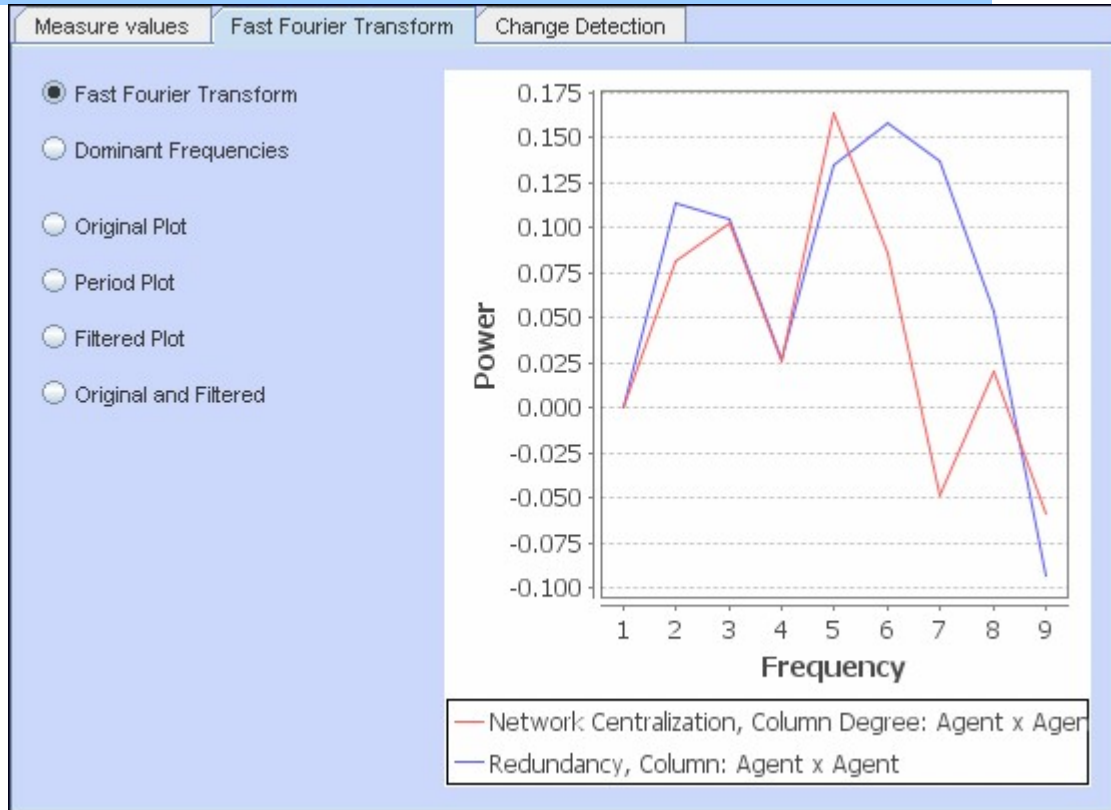 Measure values
Fast Fourier Transform
Change Detection
Fast Fourier Transform
Dominant Frequencies
Original Plot
Period Plot
Filtered Plot
Original and Filtered
0.175
0.150
0.125
0.100
0.075
0.050
0.025
0.000
-0.025
-0.050
-0.075
-0.100
Power
1 2 3 4 5 6 7 8 9
Frequency
Network Centralization, Column Degree: Agent x Agen
Redundancy, Column: Agent x Agent